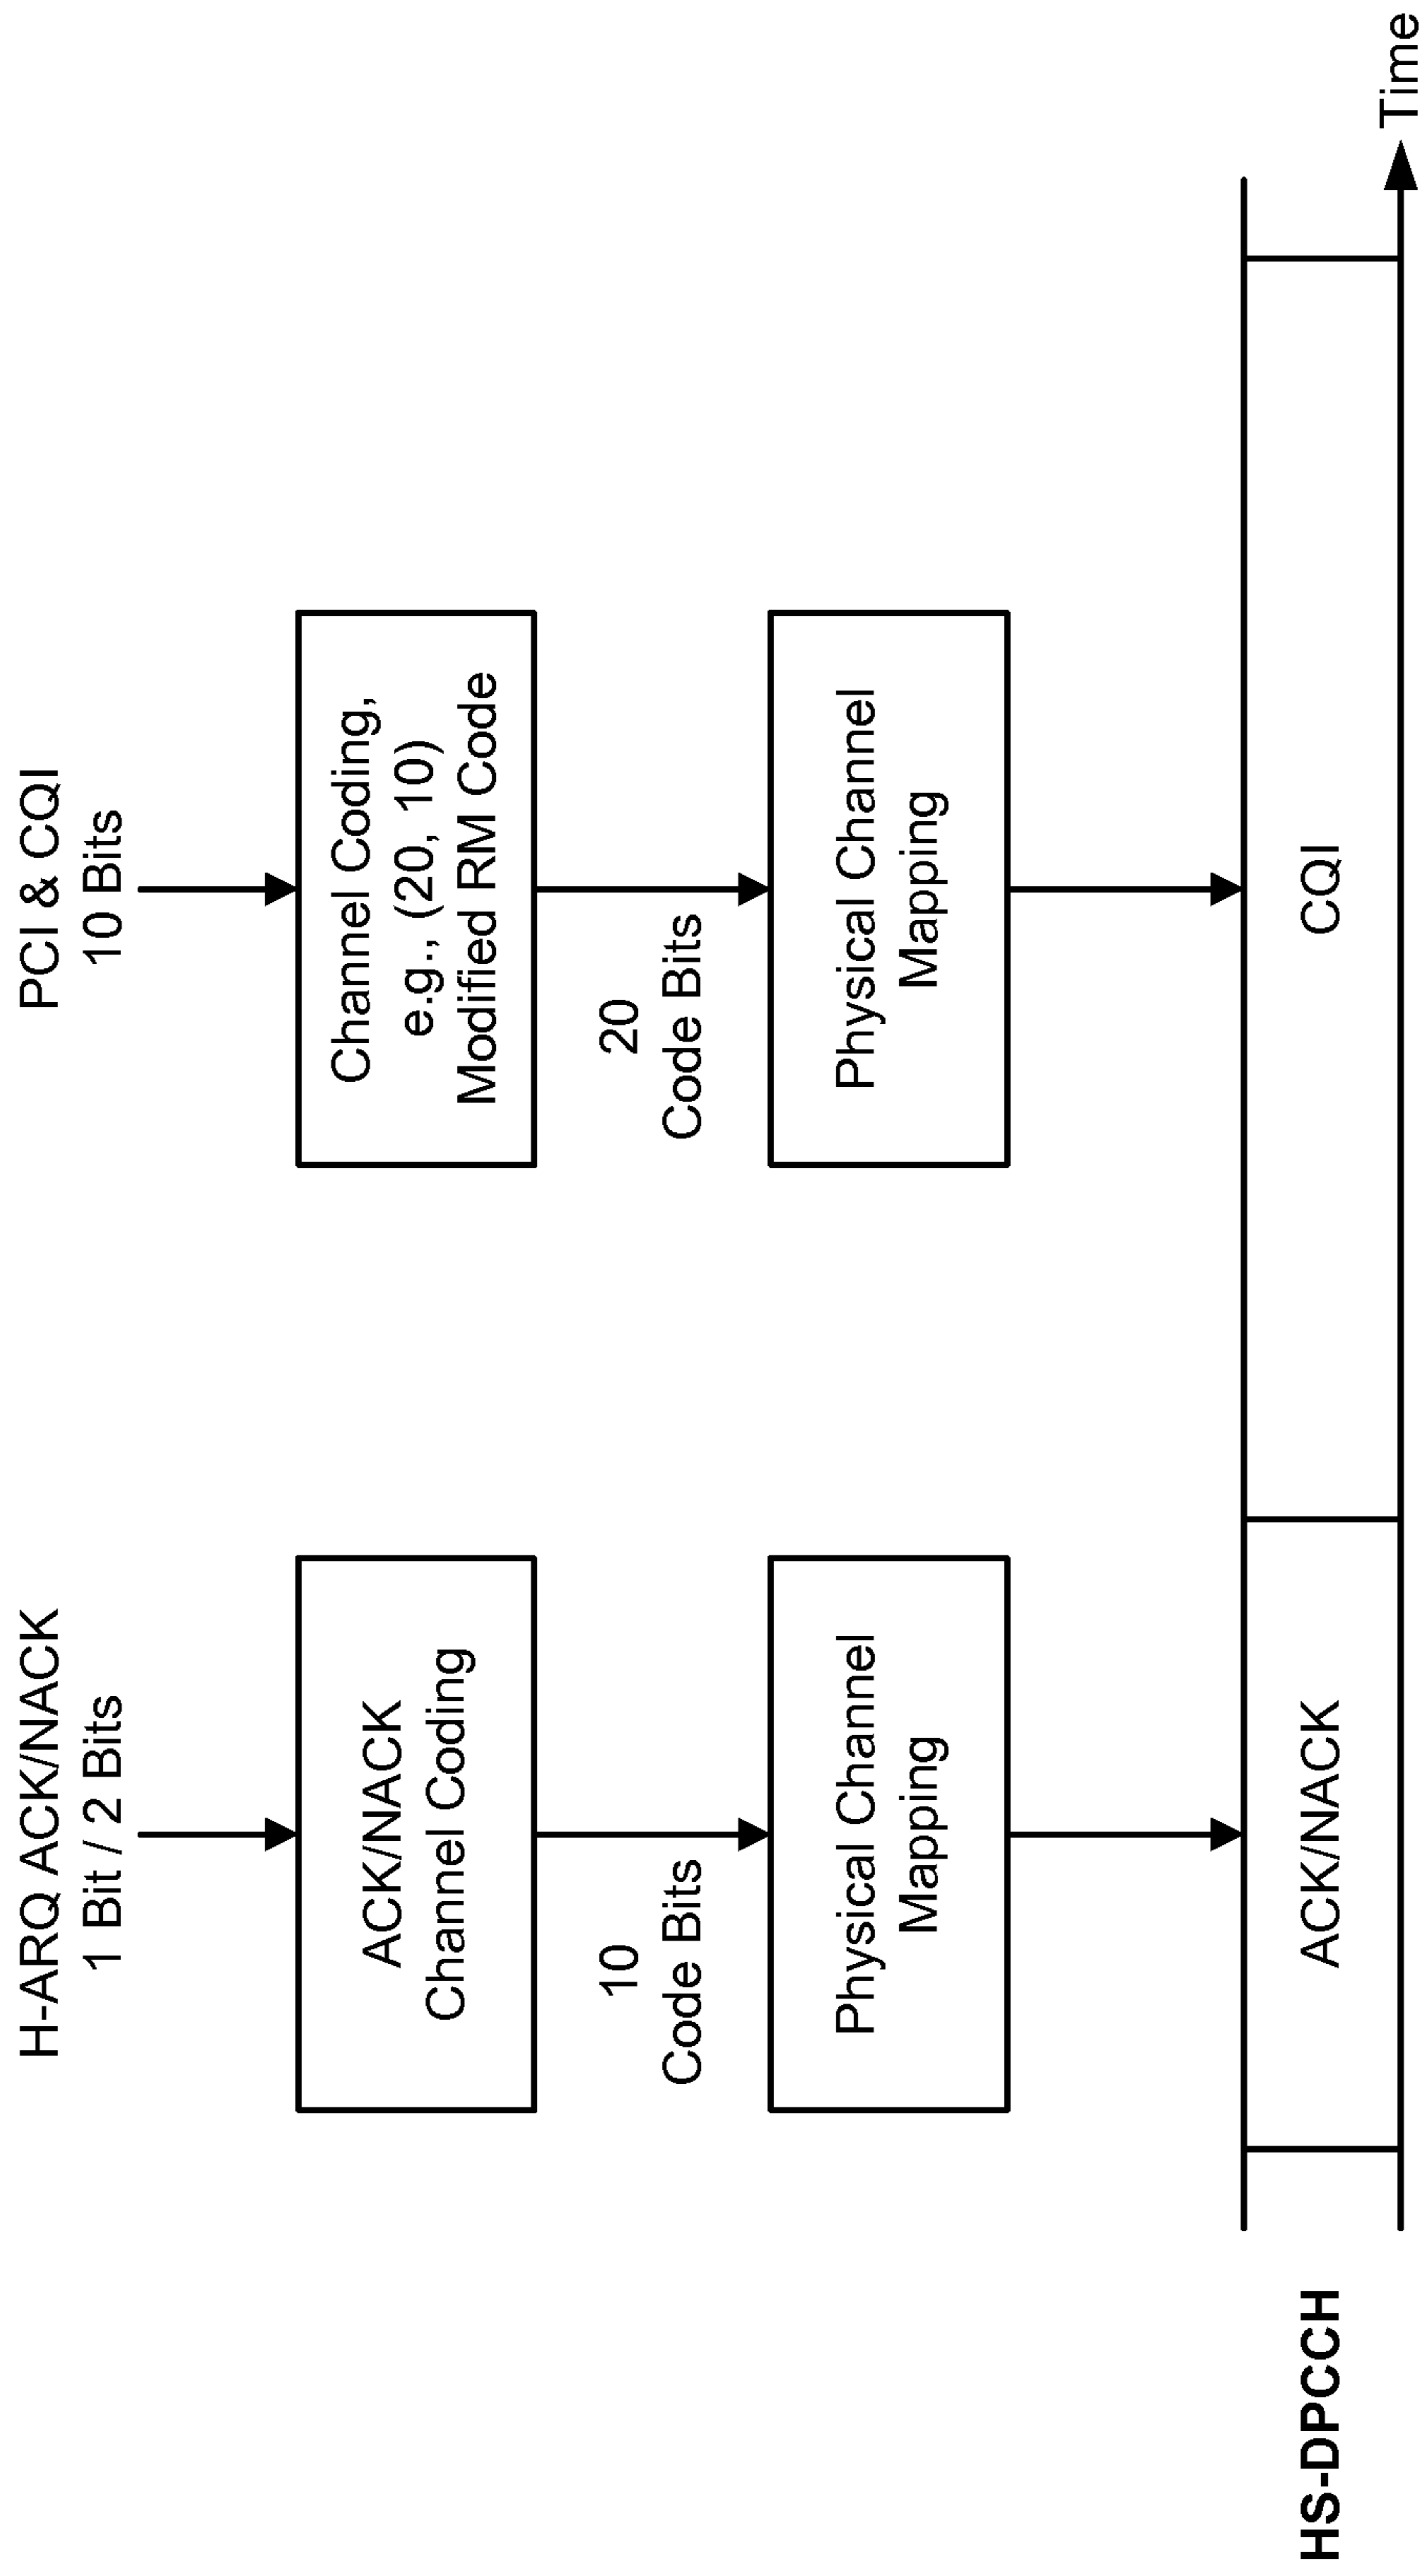 H-ARQ ACK/NACK
1 Bit / 2 Bits
PCI & CQI
10 Bits
ACK/NACK
Channel Coding
Channel Coding,
e.g., (20, 10)
Modified RM Code
10
Code Bits
20
Code Bits
Physical Channel
Mapping
Physical Channel
Mapping
HS-DPCCH
ACK/NACK
CQI
Time